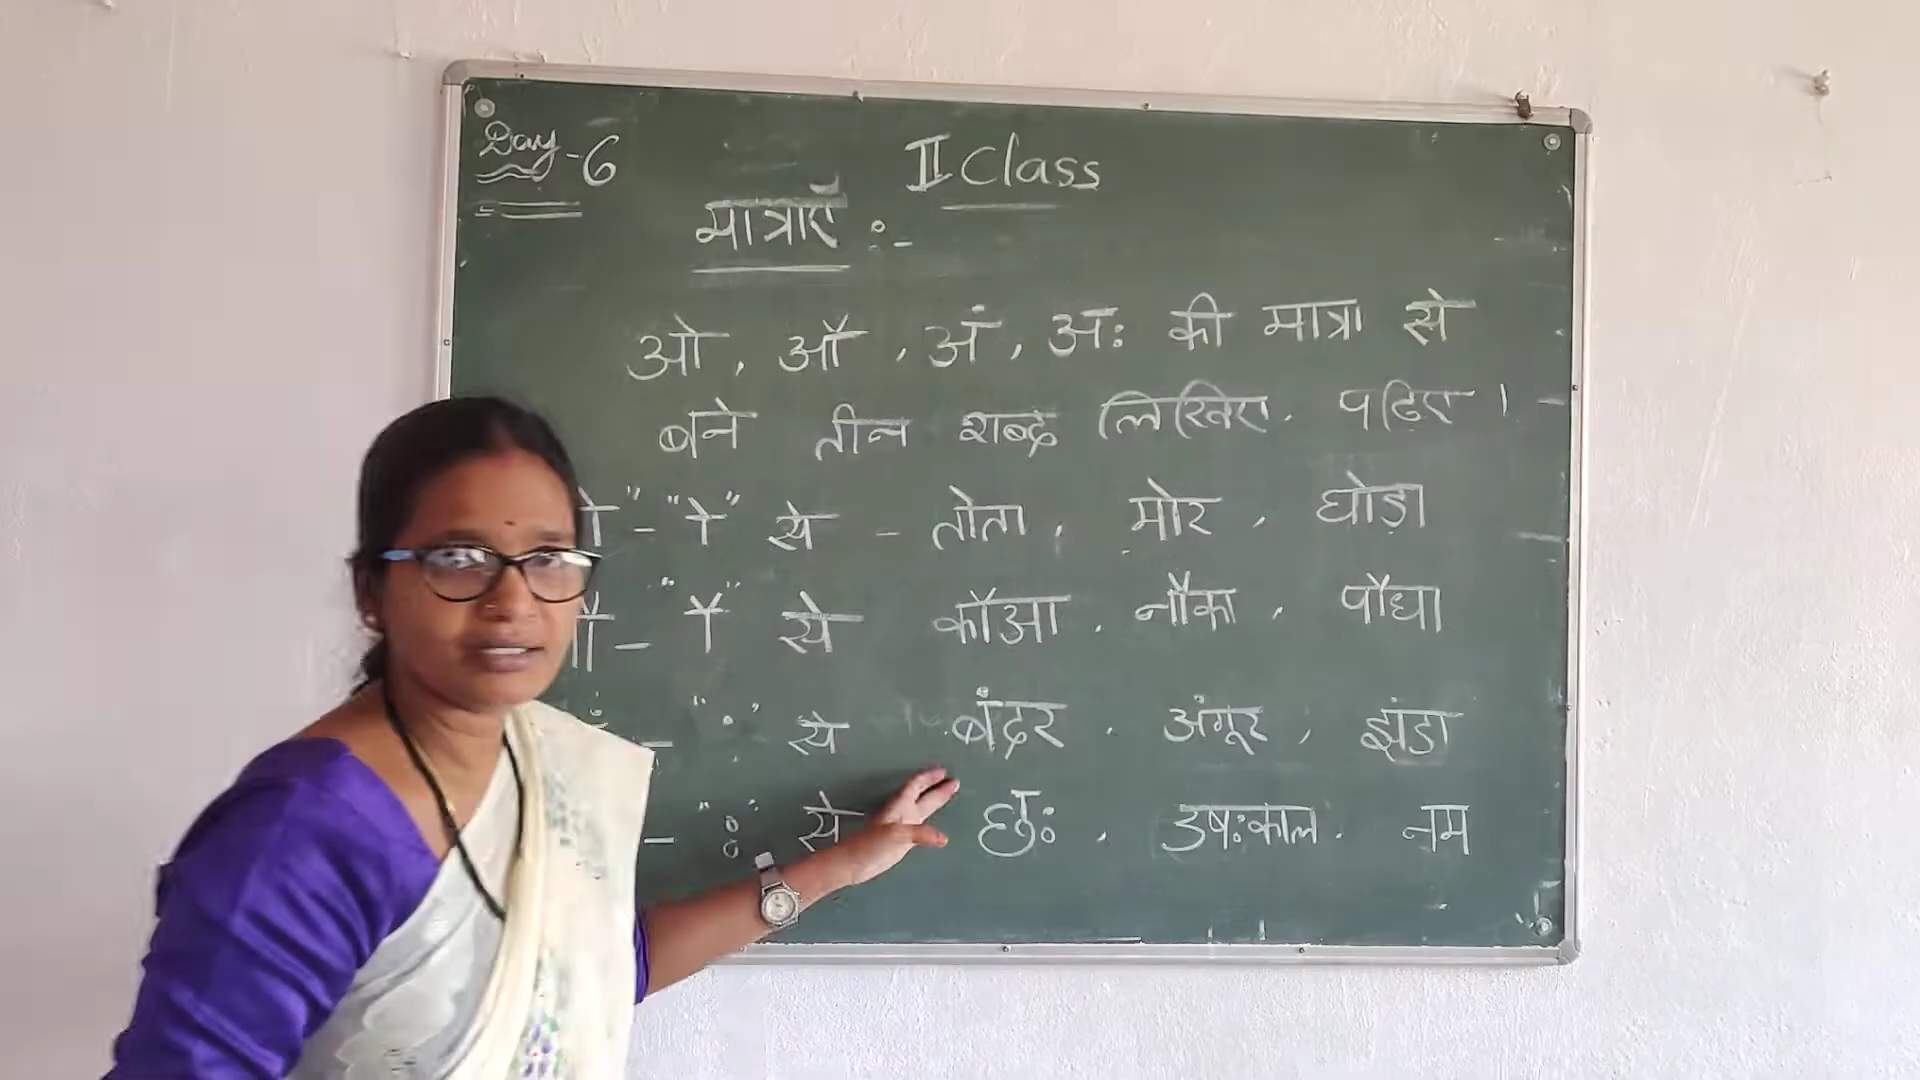 Day-6
II Class
मात्राएँ :-
ओ, औ, अं, अः की मात्रा से
बने तीन शब्द लिखिए, पढ़िए।
"ो" से - तोता, मोर, घोड़ा
- "ौ" से कौआ, नौका, पौधा
- "ं" से बंदर, अंगूर, झंडा
- "ः" से छः, उषःकाल, नम